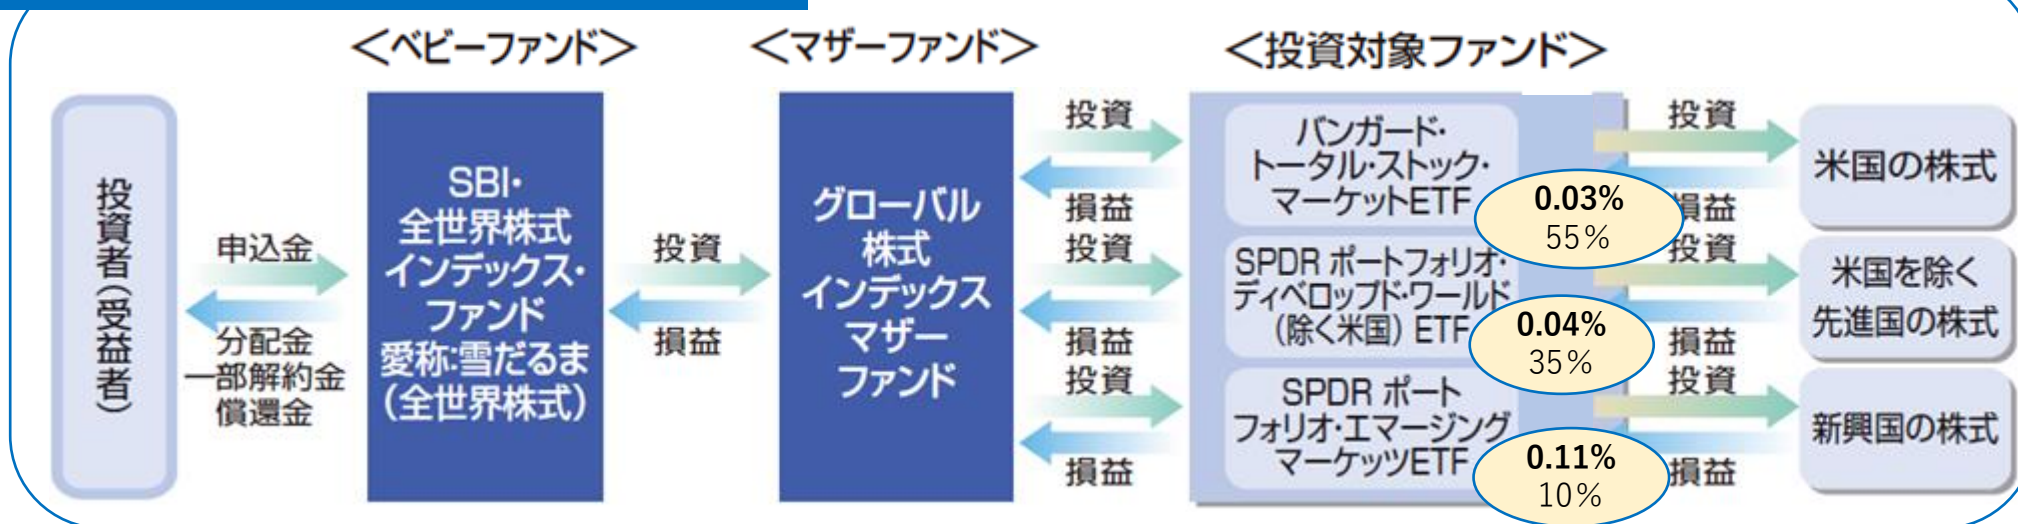 ＜ベビーファンド＞
＜マザーファンド＞
＜投資対象ファンド＞
投資者（受益者）
申込金
分配金
一部解約金
償還金
SBI・
全世界株式
インデックス・
ファンド
愛称:雪だるま
（全世界株式）
投資
損益
グローバル
株式
インデックス
マザー
ファンド
投資
損益
投資
損益
投資
損益
バンガード・
トータル・ストック・
マーケットETF
0.03%
55%
SPDR ポートフォリオ・
ディベロップド・ワールド
（除く米国）ETF
0.04%
35%
SPDR ポート
フォリオ・エマージング
マーケッツETF
0.11%
10%
投資
損益
投資
損益
投資
損益
米国の株式
米国を除く
先進国の株式
新興国の株式